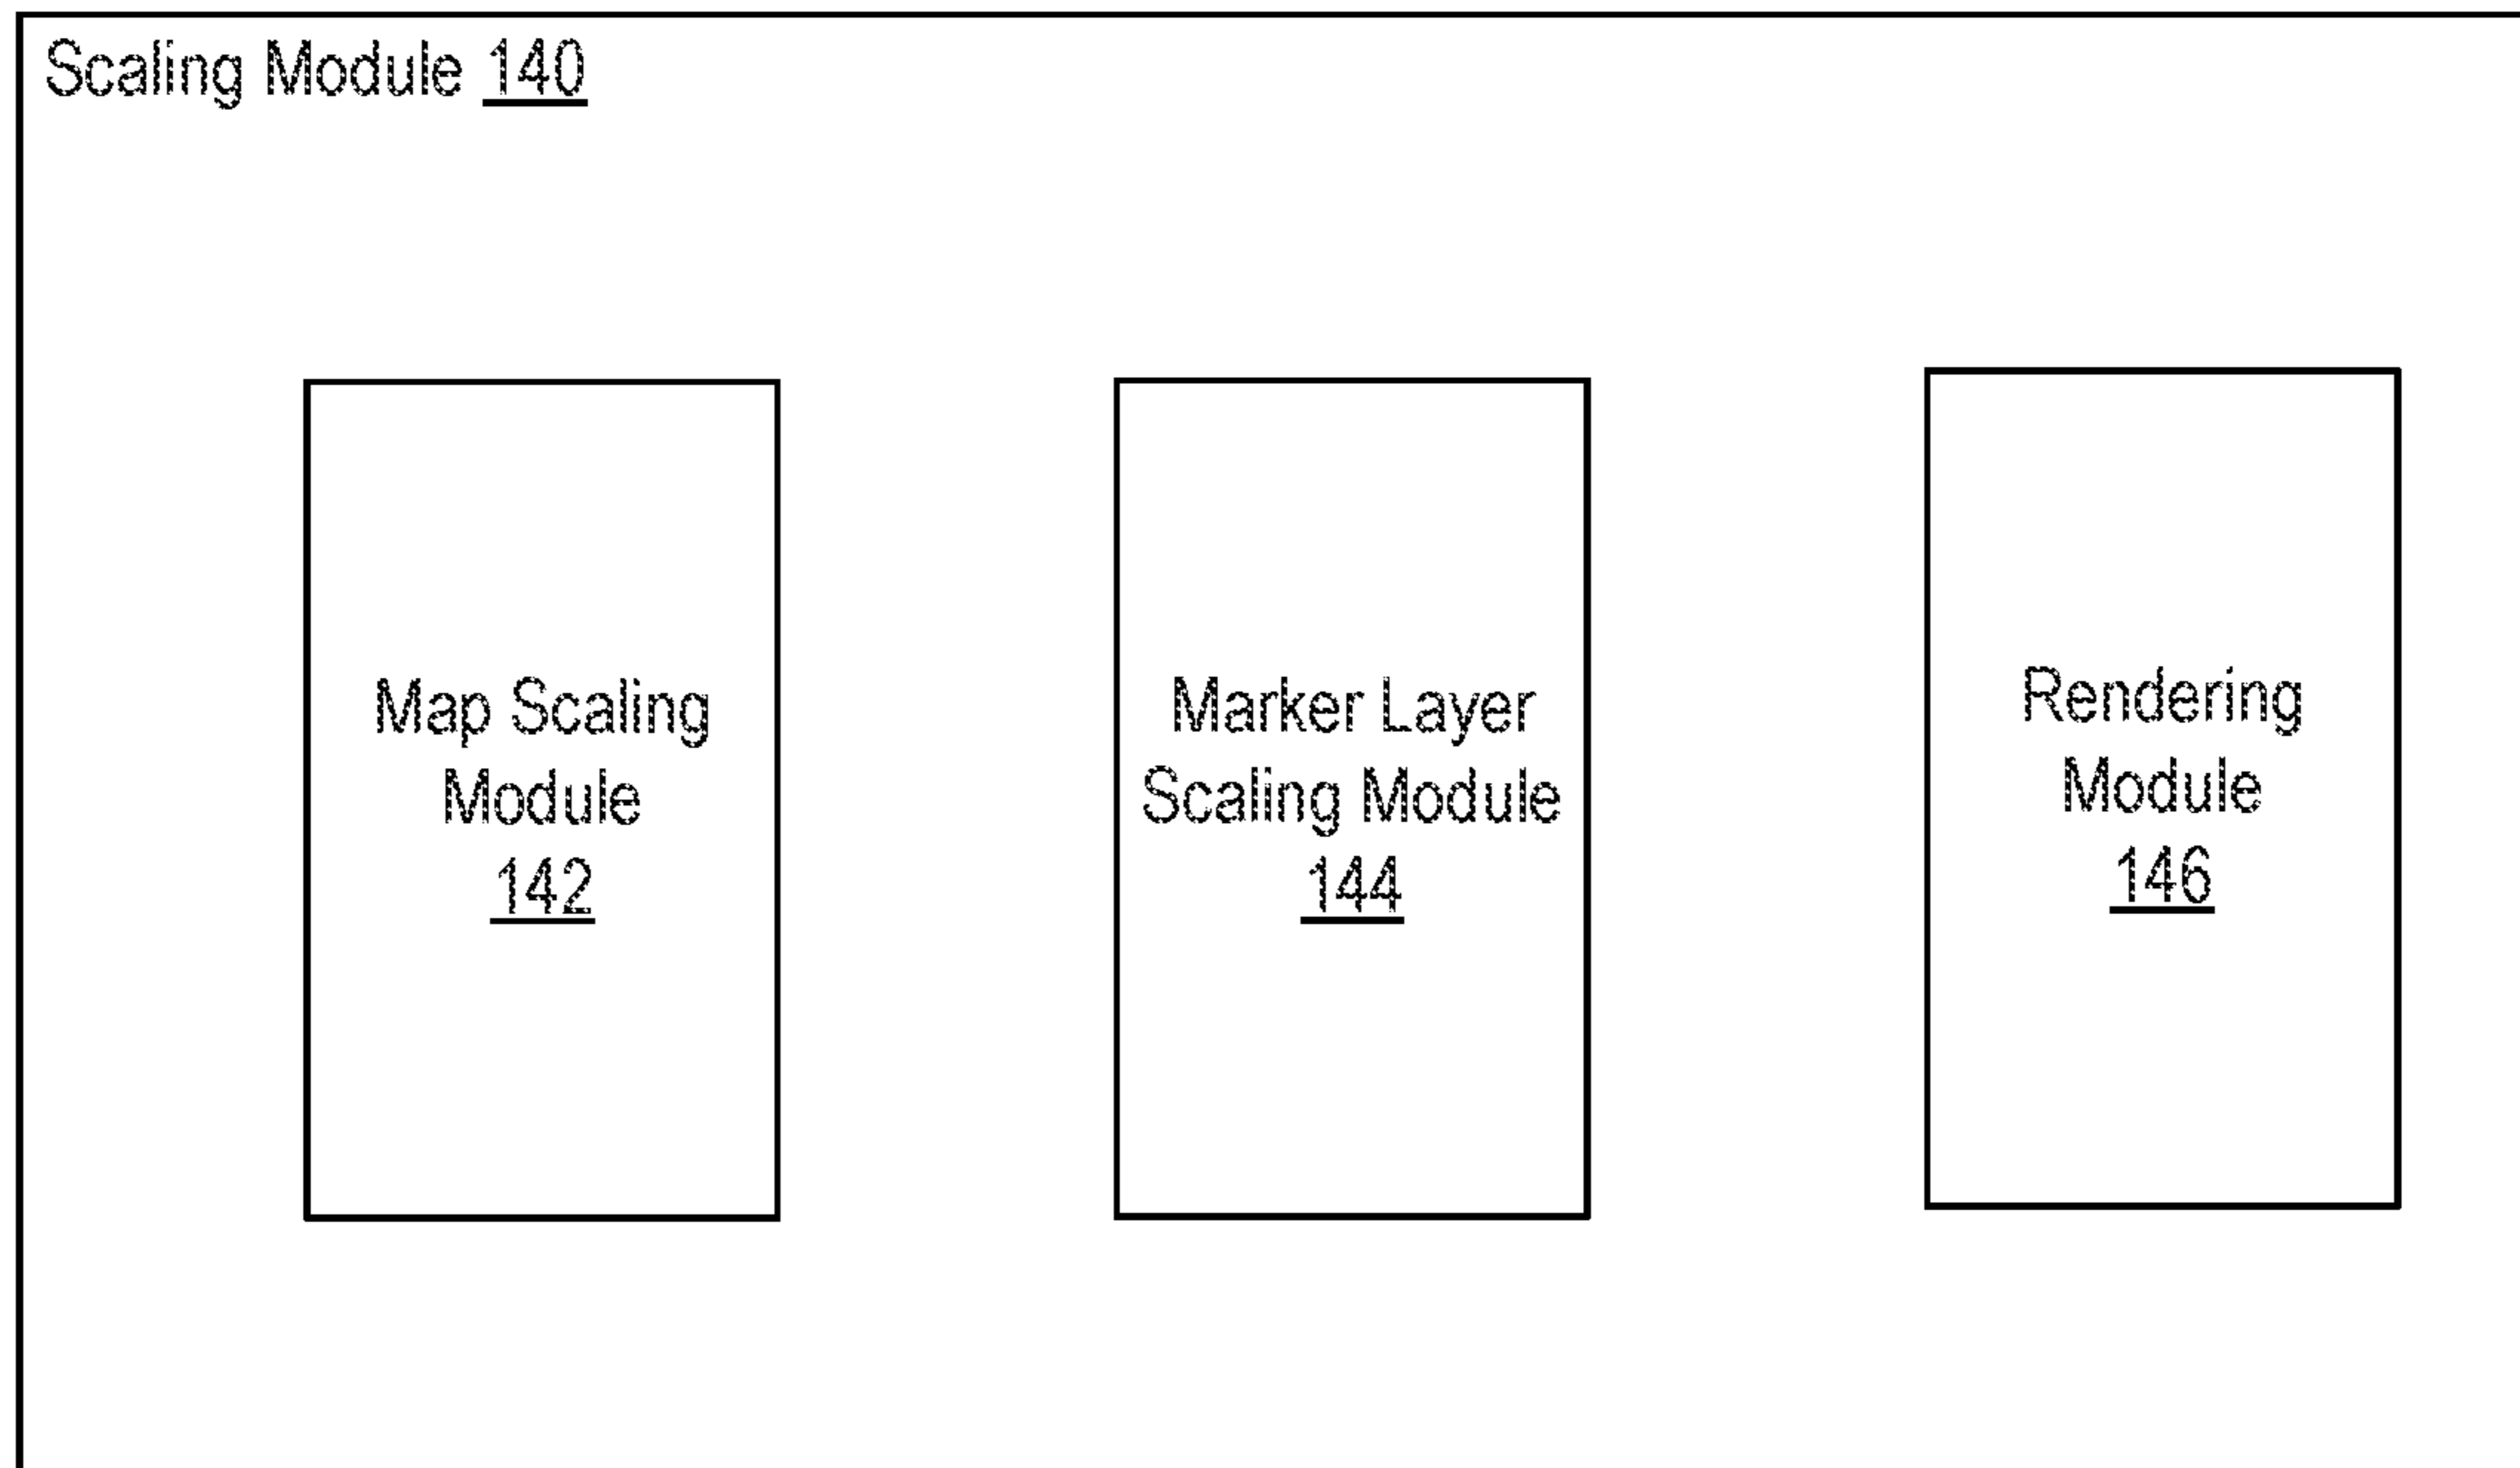 Scaling Module 140
Map Scaling
Module
142
Marker Layer
Scaling Module
144
Rendering
Module
146